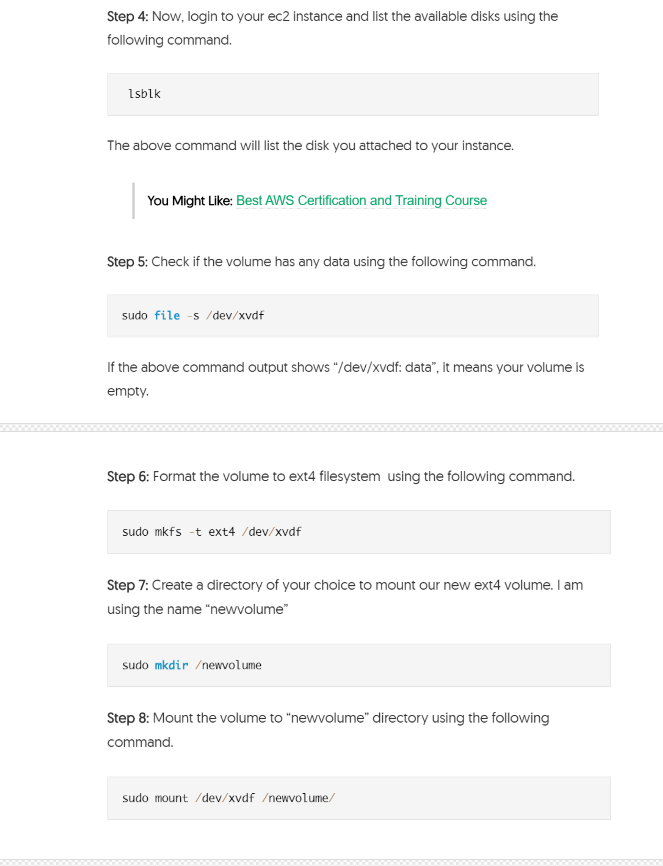 Step 4: Now, login to your ec2 instance and list the available disks using the
following command.
lsblk
The above command will list the disk you attached to your instance.
You Might Like: Best AWS Certification and Training Course
Step 5: Check if the volume has any data using the following command.
sudo file -s /dev/xvdf
If the above command output shows “/dev/xvdf: data”, it means your volume is
empty.
Step 6: Format the volume to ext4 filesystem  using the following command.
sudo mkfs -t ext4 /dev/xvdf
Step 7: Create a directory of your choice to mount our new ext4 volume. I am
using the name “newvolume”
sudo mkdir /newvolume
Step 8: Mount the volume to “newvolume” directory using the following
command.
sudo mount /dev/xvdf /newvolume/